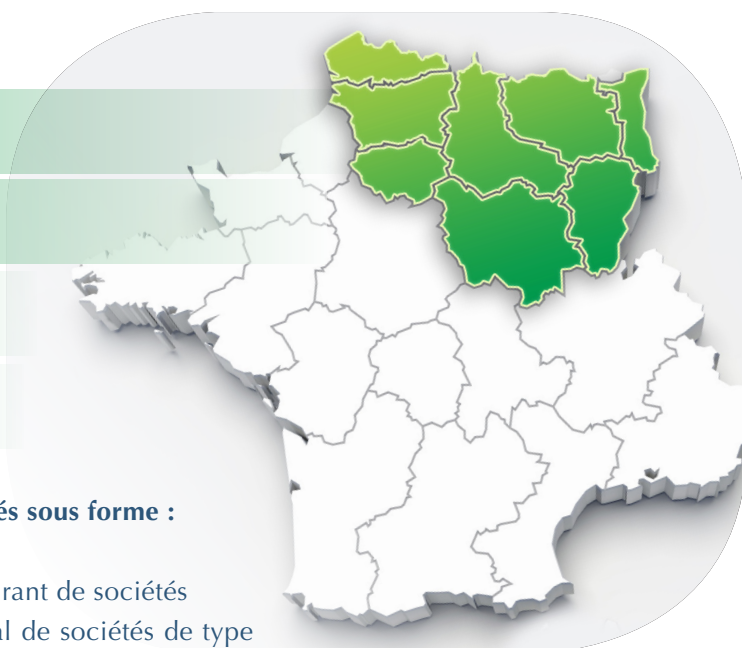 és sous forme :
rant de sociétés
al de sociétés de type